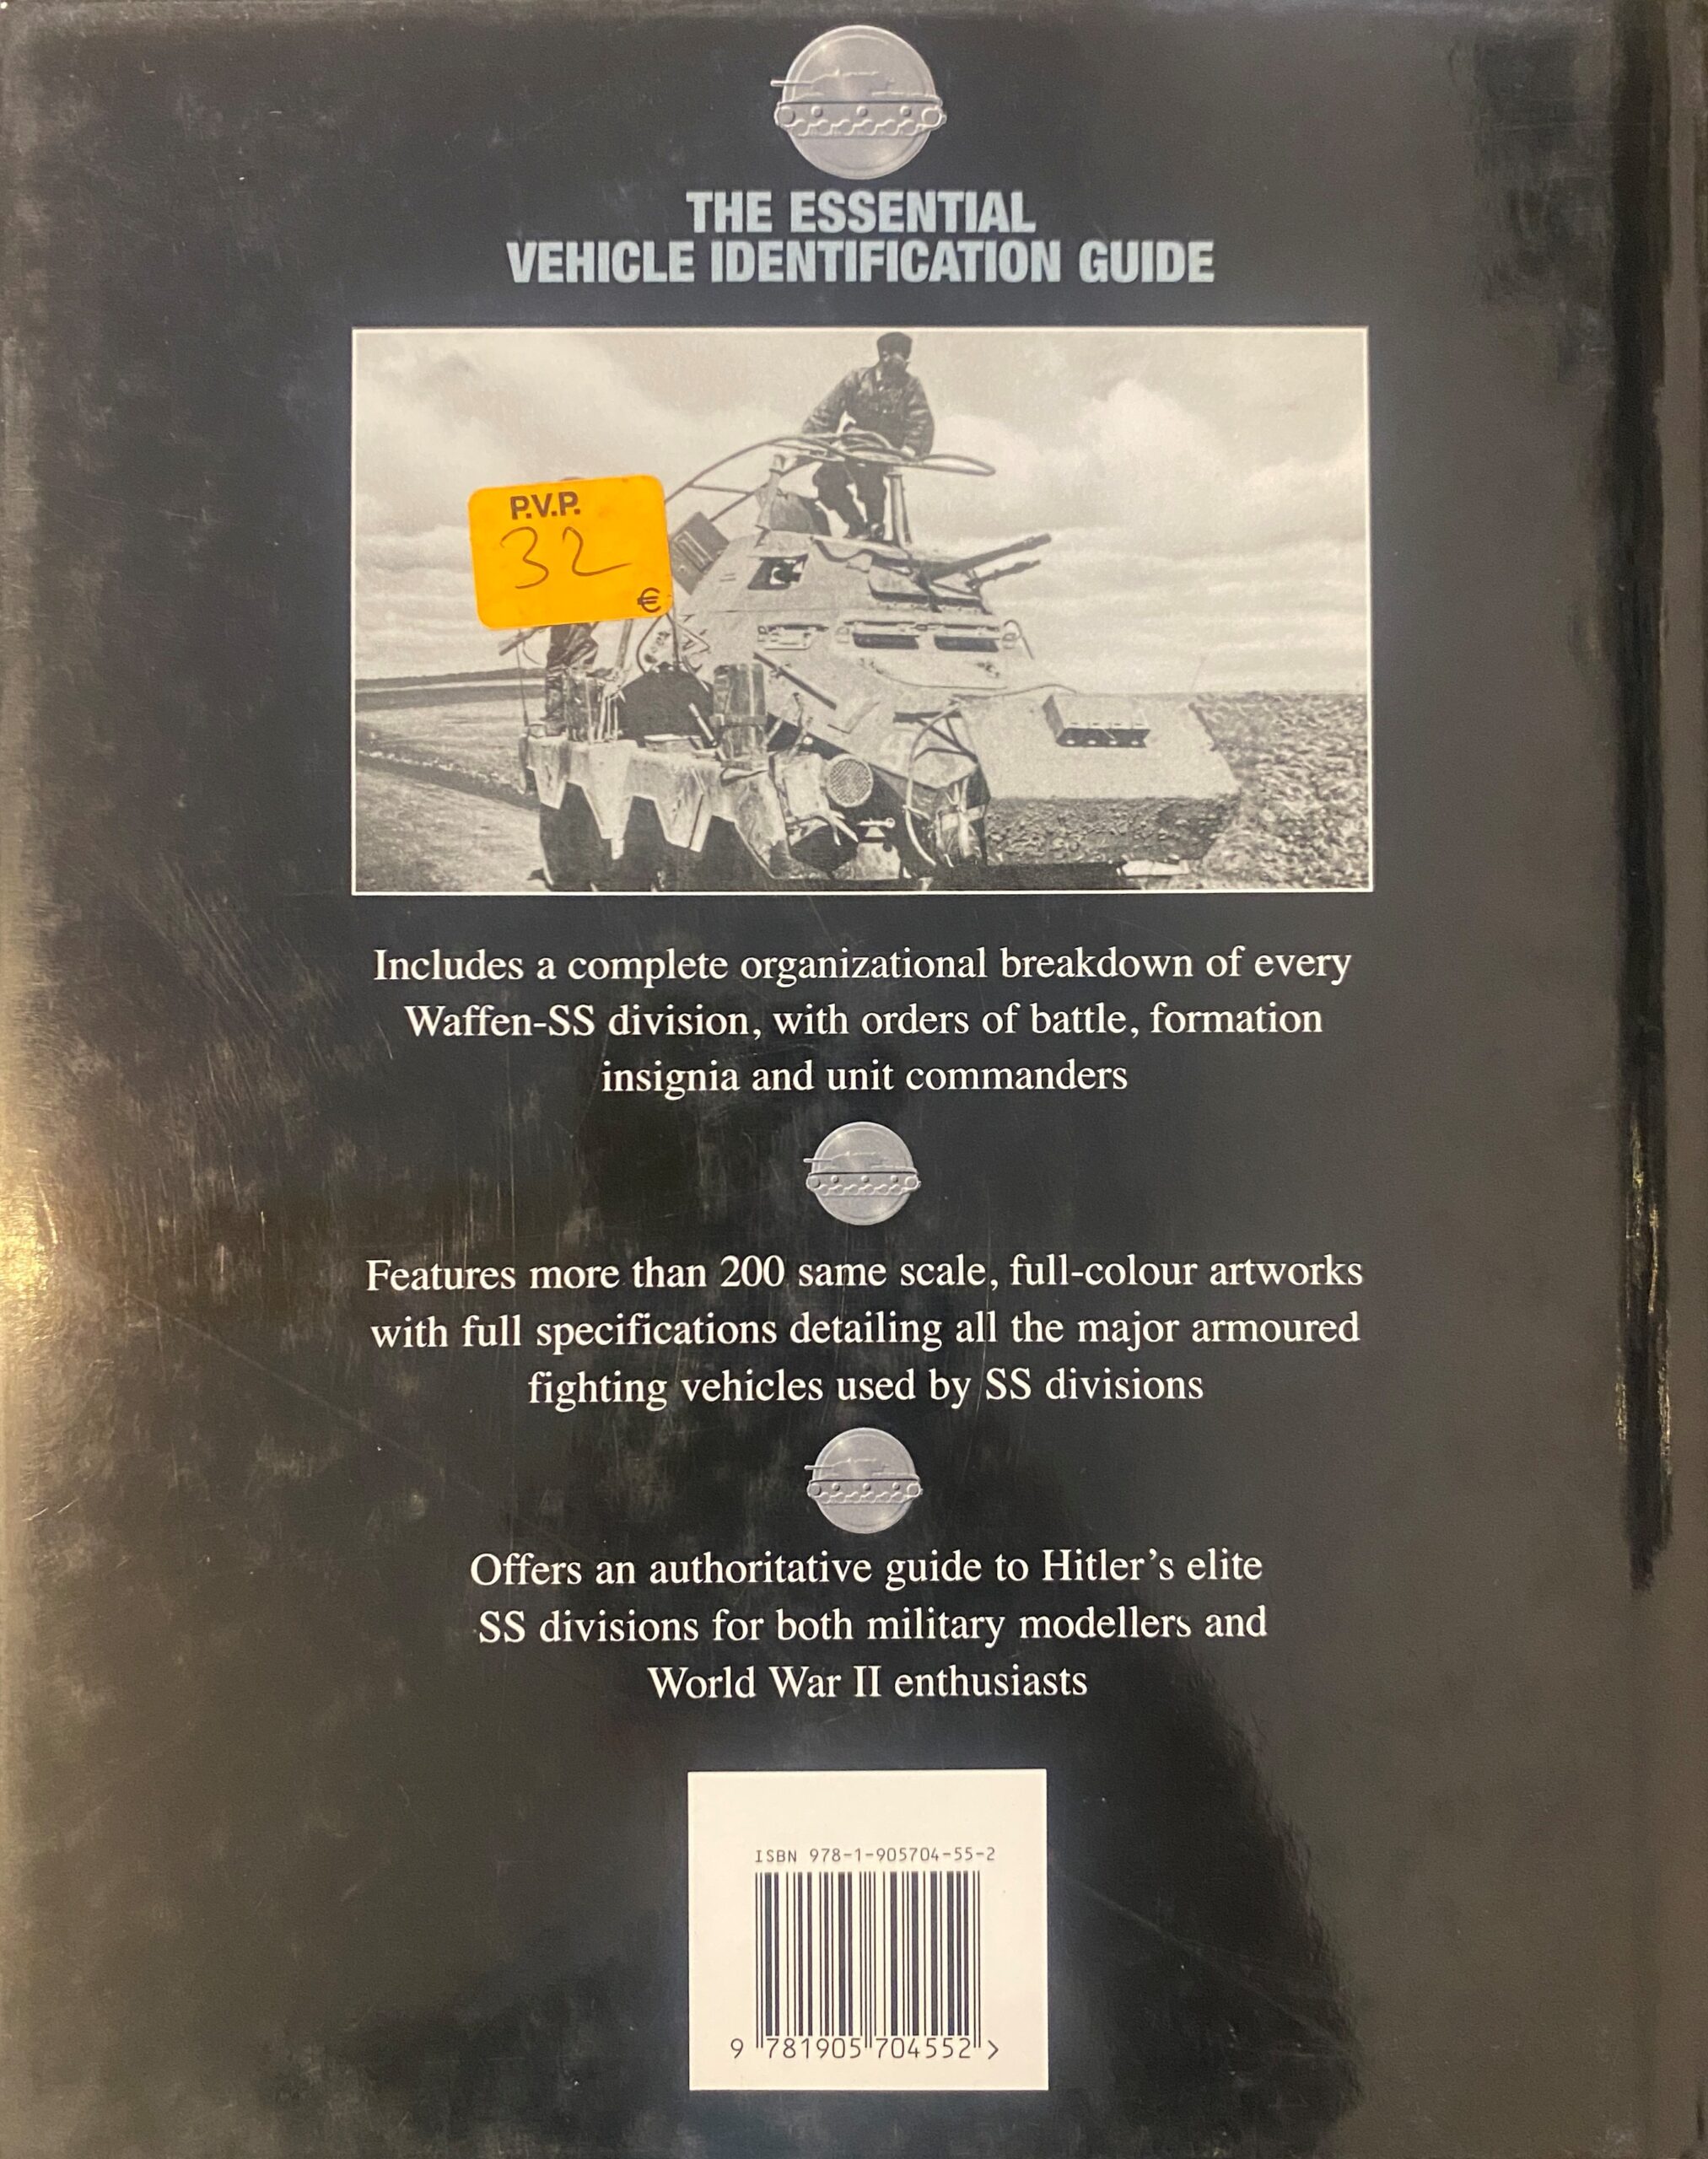 THE ESSENTIAL
VEHICLE IDENTIFICATION GUIDE
P.V.P.
32
€
Includes a complete organizational breakdown of every
Waffen-SS division, with orders of battle, formation
insignia and unit commanders
Features more than 200 same scale, full-colour artworks
with full specifications detailing all the major armoured
fighting vehicles used by SS divisions
Offers an authoritative guide to Hitler's elite
SS divisions for both military modellers and
World War II enthusiasts
ISBN 978-1-905704-55-2
9 781905 704552 >